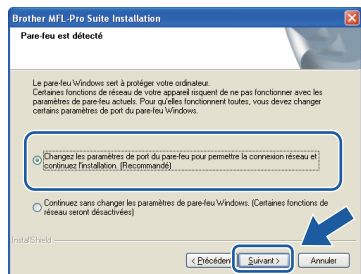 Brother MFL-Pro Suite Installation
Pare-feu est détecté
Le pare-feu Windows sert à protéger votre ordinateur.
Certaines fonctions de réseau de votre appareil risquent de ne pas fonctionner avec les
paramètres de pare-feu actuels. Pour qu'elles fonctionnent toutes, vous devez changer
certains paramètres de port du pare-feu Windows.
Changez les paramètres de port du pare-feu pour permettre la connexion réseau et
continuez l'installation. (Recommandé)
Continuez sans changer les paramètres de pare-feu Windows. (Certaines fonctions de
réseau seront désactivées)
InstallShield
< Précédent
Suivant >
Annuler